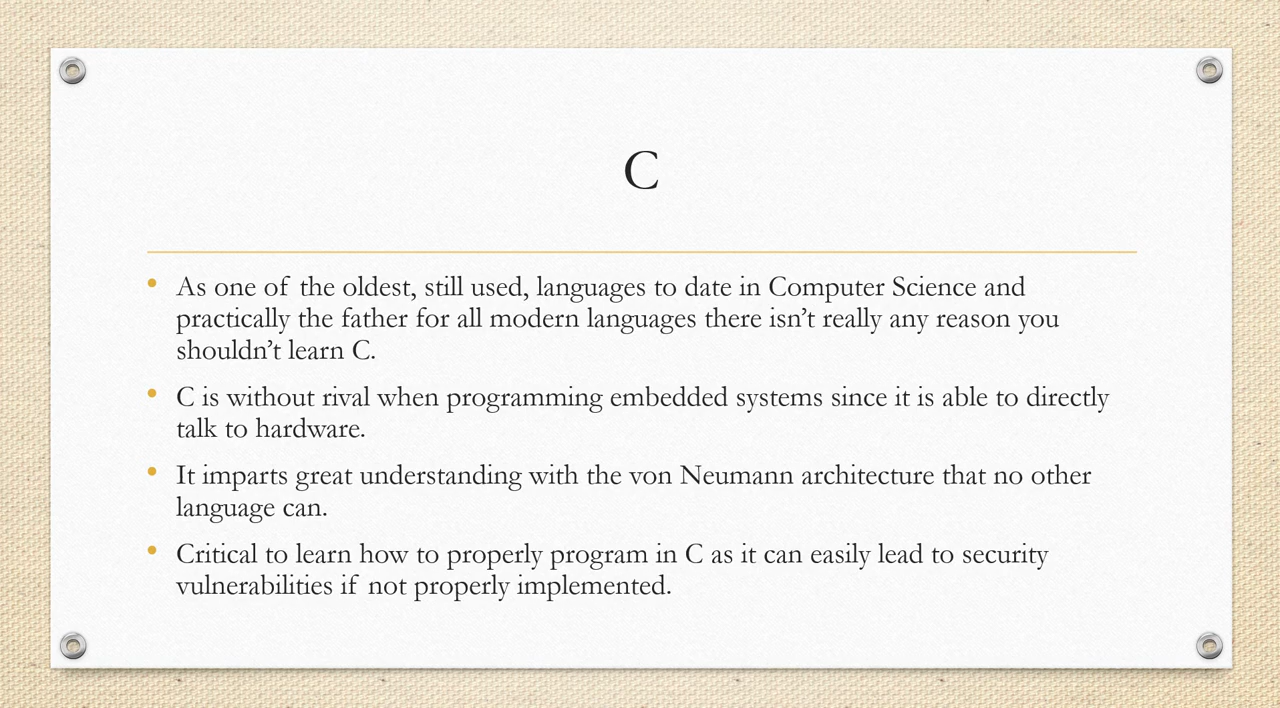 C
• As one of the oldest, still used, languages to date in Computer Science and
practically the father for all modern languages there isn’t really any reason you
shouldn’t learn C.
• C is without rival when programming embedded systems since it is able to directly
talk to hardware.
• It imparts great understanding with the von Neumann architecture that no other
language can.
• Critical to learn how to properly program in C as it can easily lead to security
vulnerabilities if not properly implemented.